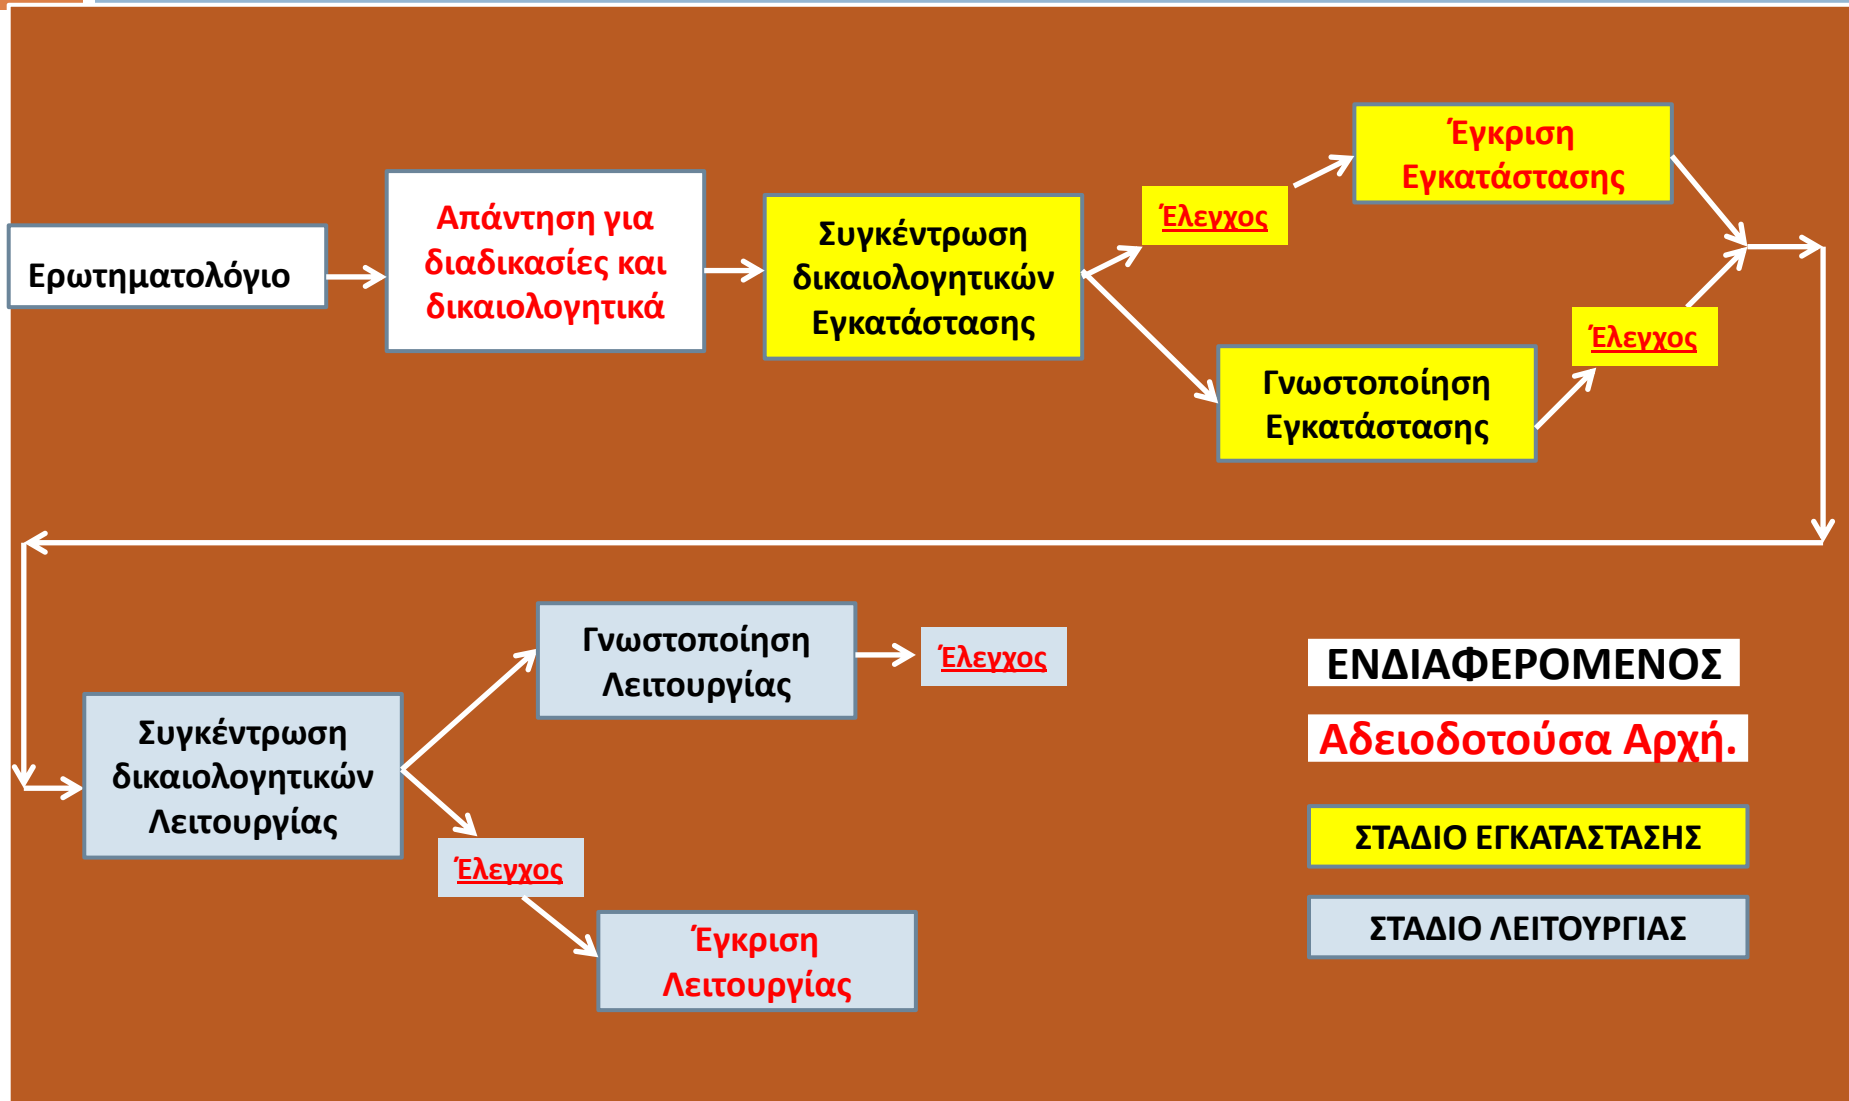 Ερωτηματολόγιο
Απάντηση για
διαδικασίες και
δικαιολογητικά
Συγκέντρωση
δικαιολογητικών
Εγκατάστασης
Έλεγχος
Έγκριση
Εγκατάστασης
Γνωστοποίηση
Εγκατάστασης
Έλεγχος
Συγκέντρωση
δικαιολογητικών
Λειτουργίας
Γνωστοποίηση
Λειτουργίας
Έλεγχος
Έλεγχος
Έγκριση
Λειτουργίας
ΕΝΔΙΑΦΕΡΟΜΕΝΟΣ
Αδειοδοτούσα Αρχή.
ΣΤΑΔΙΟ ΕΓΚΑΤΑΣΤΑΣΗΣ
ΣΤΑΔΙΟ ΛΕΙΤΟΥΡΓΙΑΣ